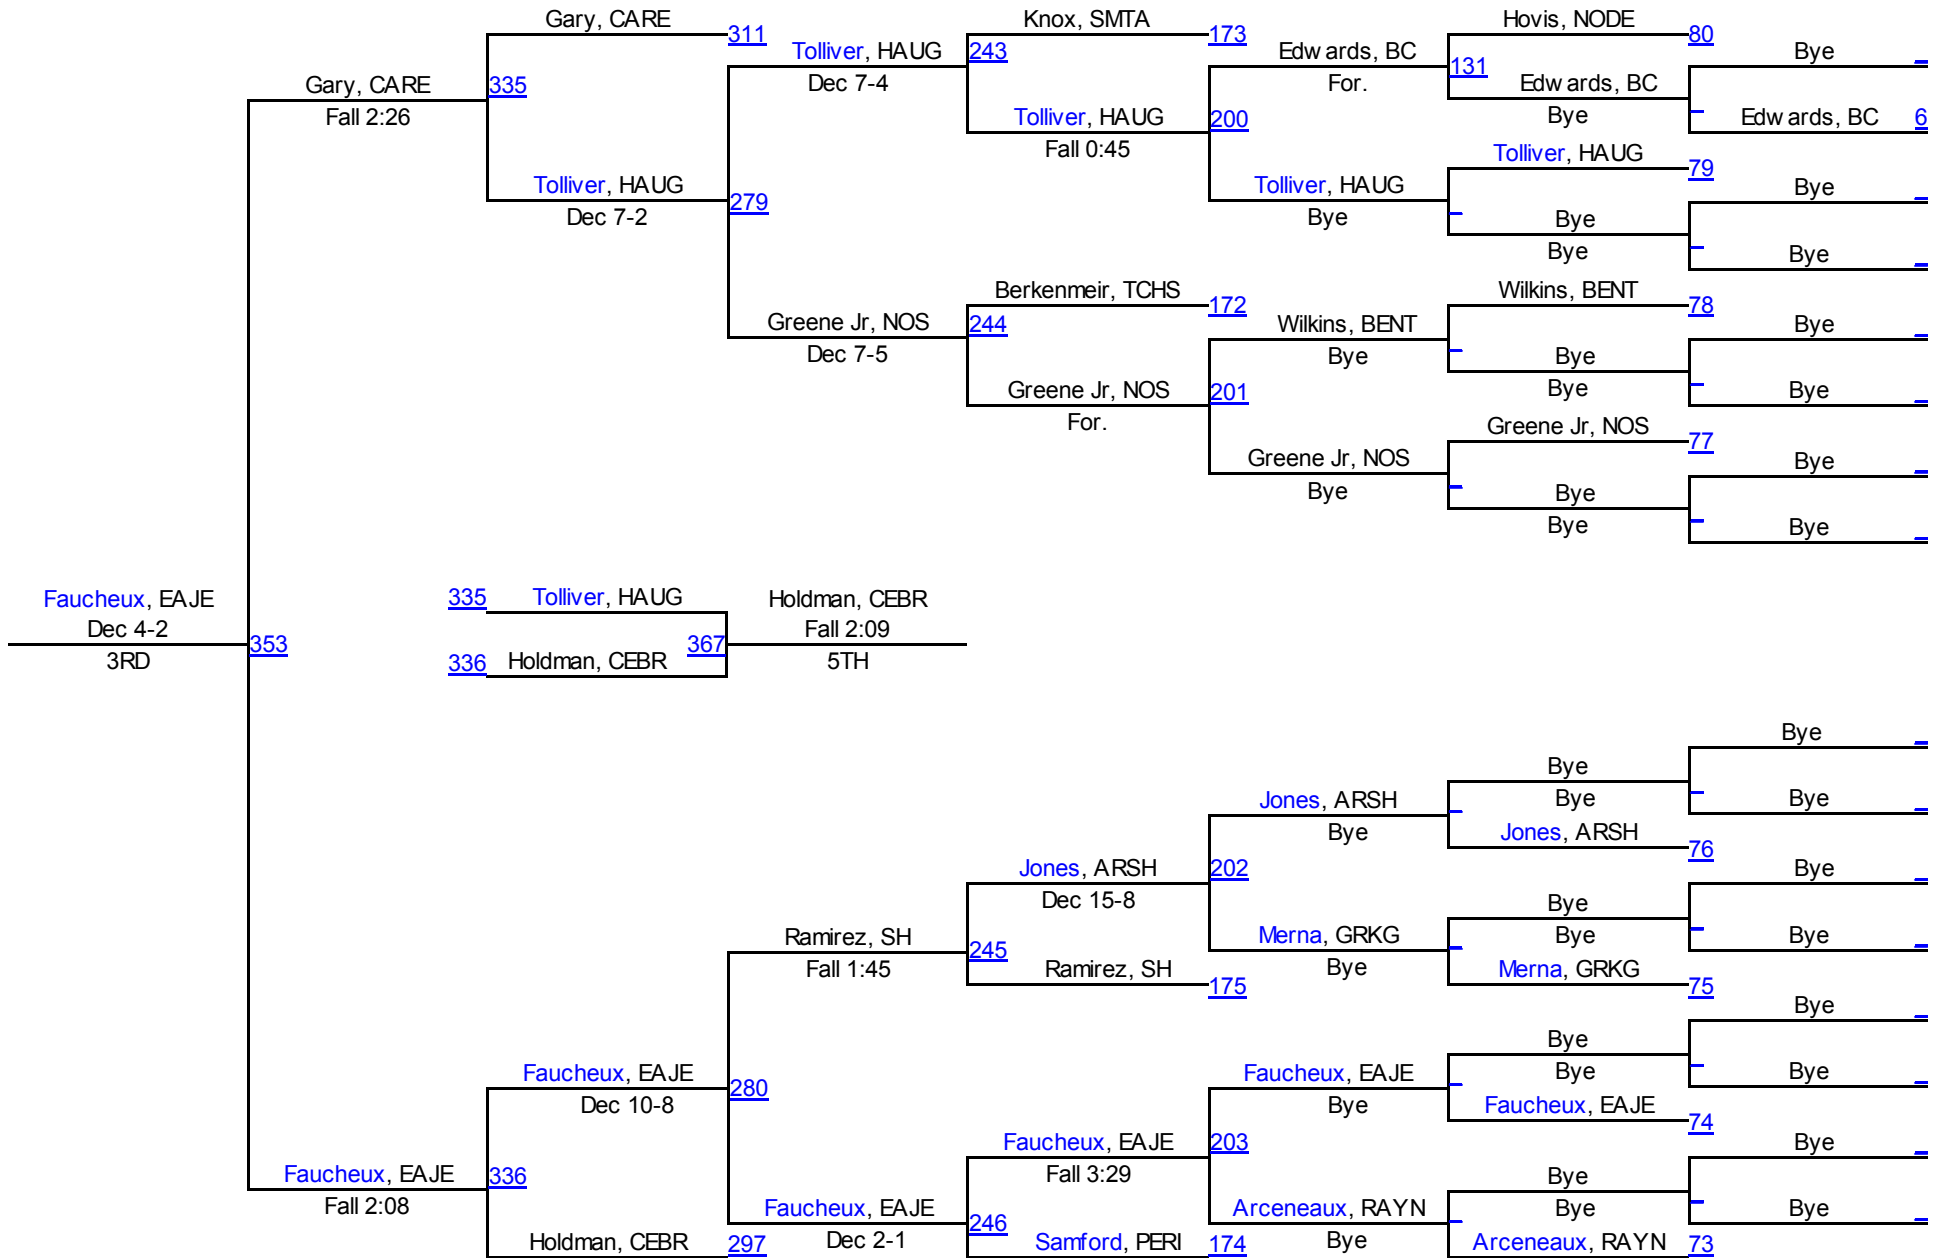 Gary, CARE
311
Knox, SMTA
173
Hovis, NODE
80
Tolliver, HAUG
243
Dec 7-4
Edwards, BC
131
For.
Bye
Gary, CARE
335
Fall 2:26
Edwards, BC
Bye
Tolliver, HAUG
200
Fall 0:45
Edwards, BC 6
Tolliver, HAUG
79
Bye
Tolliver, HAUG
279
Dec 7-2
Tolliver, HAUG
Bye
Bye
Bye
Bye
Berkenmeir, TCHS
172
Wilkins, BENT
78
Greene Jr, NOS
244
Dec 7-5
Wilkins, BENT
Bye
Bye
Bye
Bye
Bye
Greene Jr, NOS
201
For.
Greene Jr, NOS
77
Greene Jr, NOS
Bye
Bye
Bye
Bye
Bye
Faucheux, EAJE
Dec 4-2
353
3RD
335 Tolliver, HAUG
367
336 Holdman, CEBR
Holdman, CEBR
Fall 2:09
5TH
Bye
Bye
Bye
Bye
Jones, ARSH
Bye
Jones, ARSH
76
Jones, ARSH
202
Dec 15-8
Bye
Bye
Bye
Bye
Merna, GRKG
Bye
Merna, GRKG
75
Ramirez, SH
245
Fall 1:45
Ramirez, SH
175
Bye
Bye
Bye
Bye
Faucheux, EAJE
280
Dec 10-8
Faucheux, EAJE
Bye
Faucheux, EAJE
74
Faucheux, EAJE
203
Fall 3:29
Bye
Bye
Bye
Bye
Faucheux, EAJE
336
Fall 2:08
Faucheux, EAJE
246
Dec 2-1
Arceneaux, RAYN
Bye
Holdman, CEBR 297
Samford, PERI 174
Arceneaux, RAYN 73